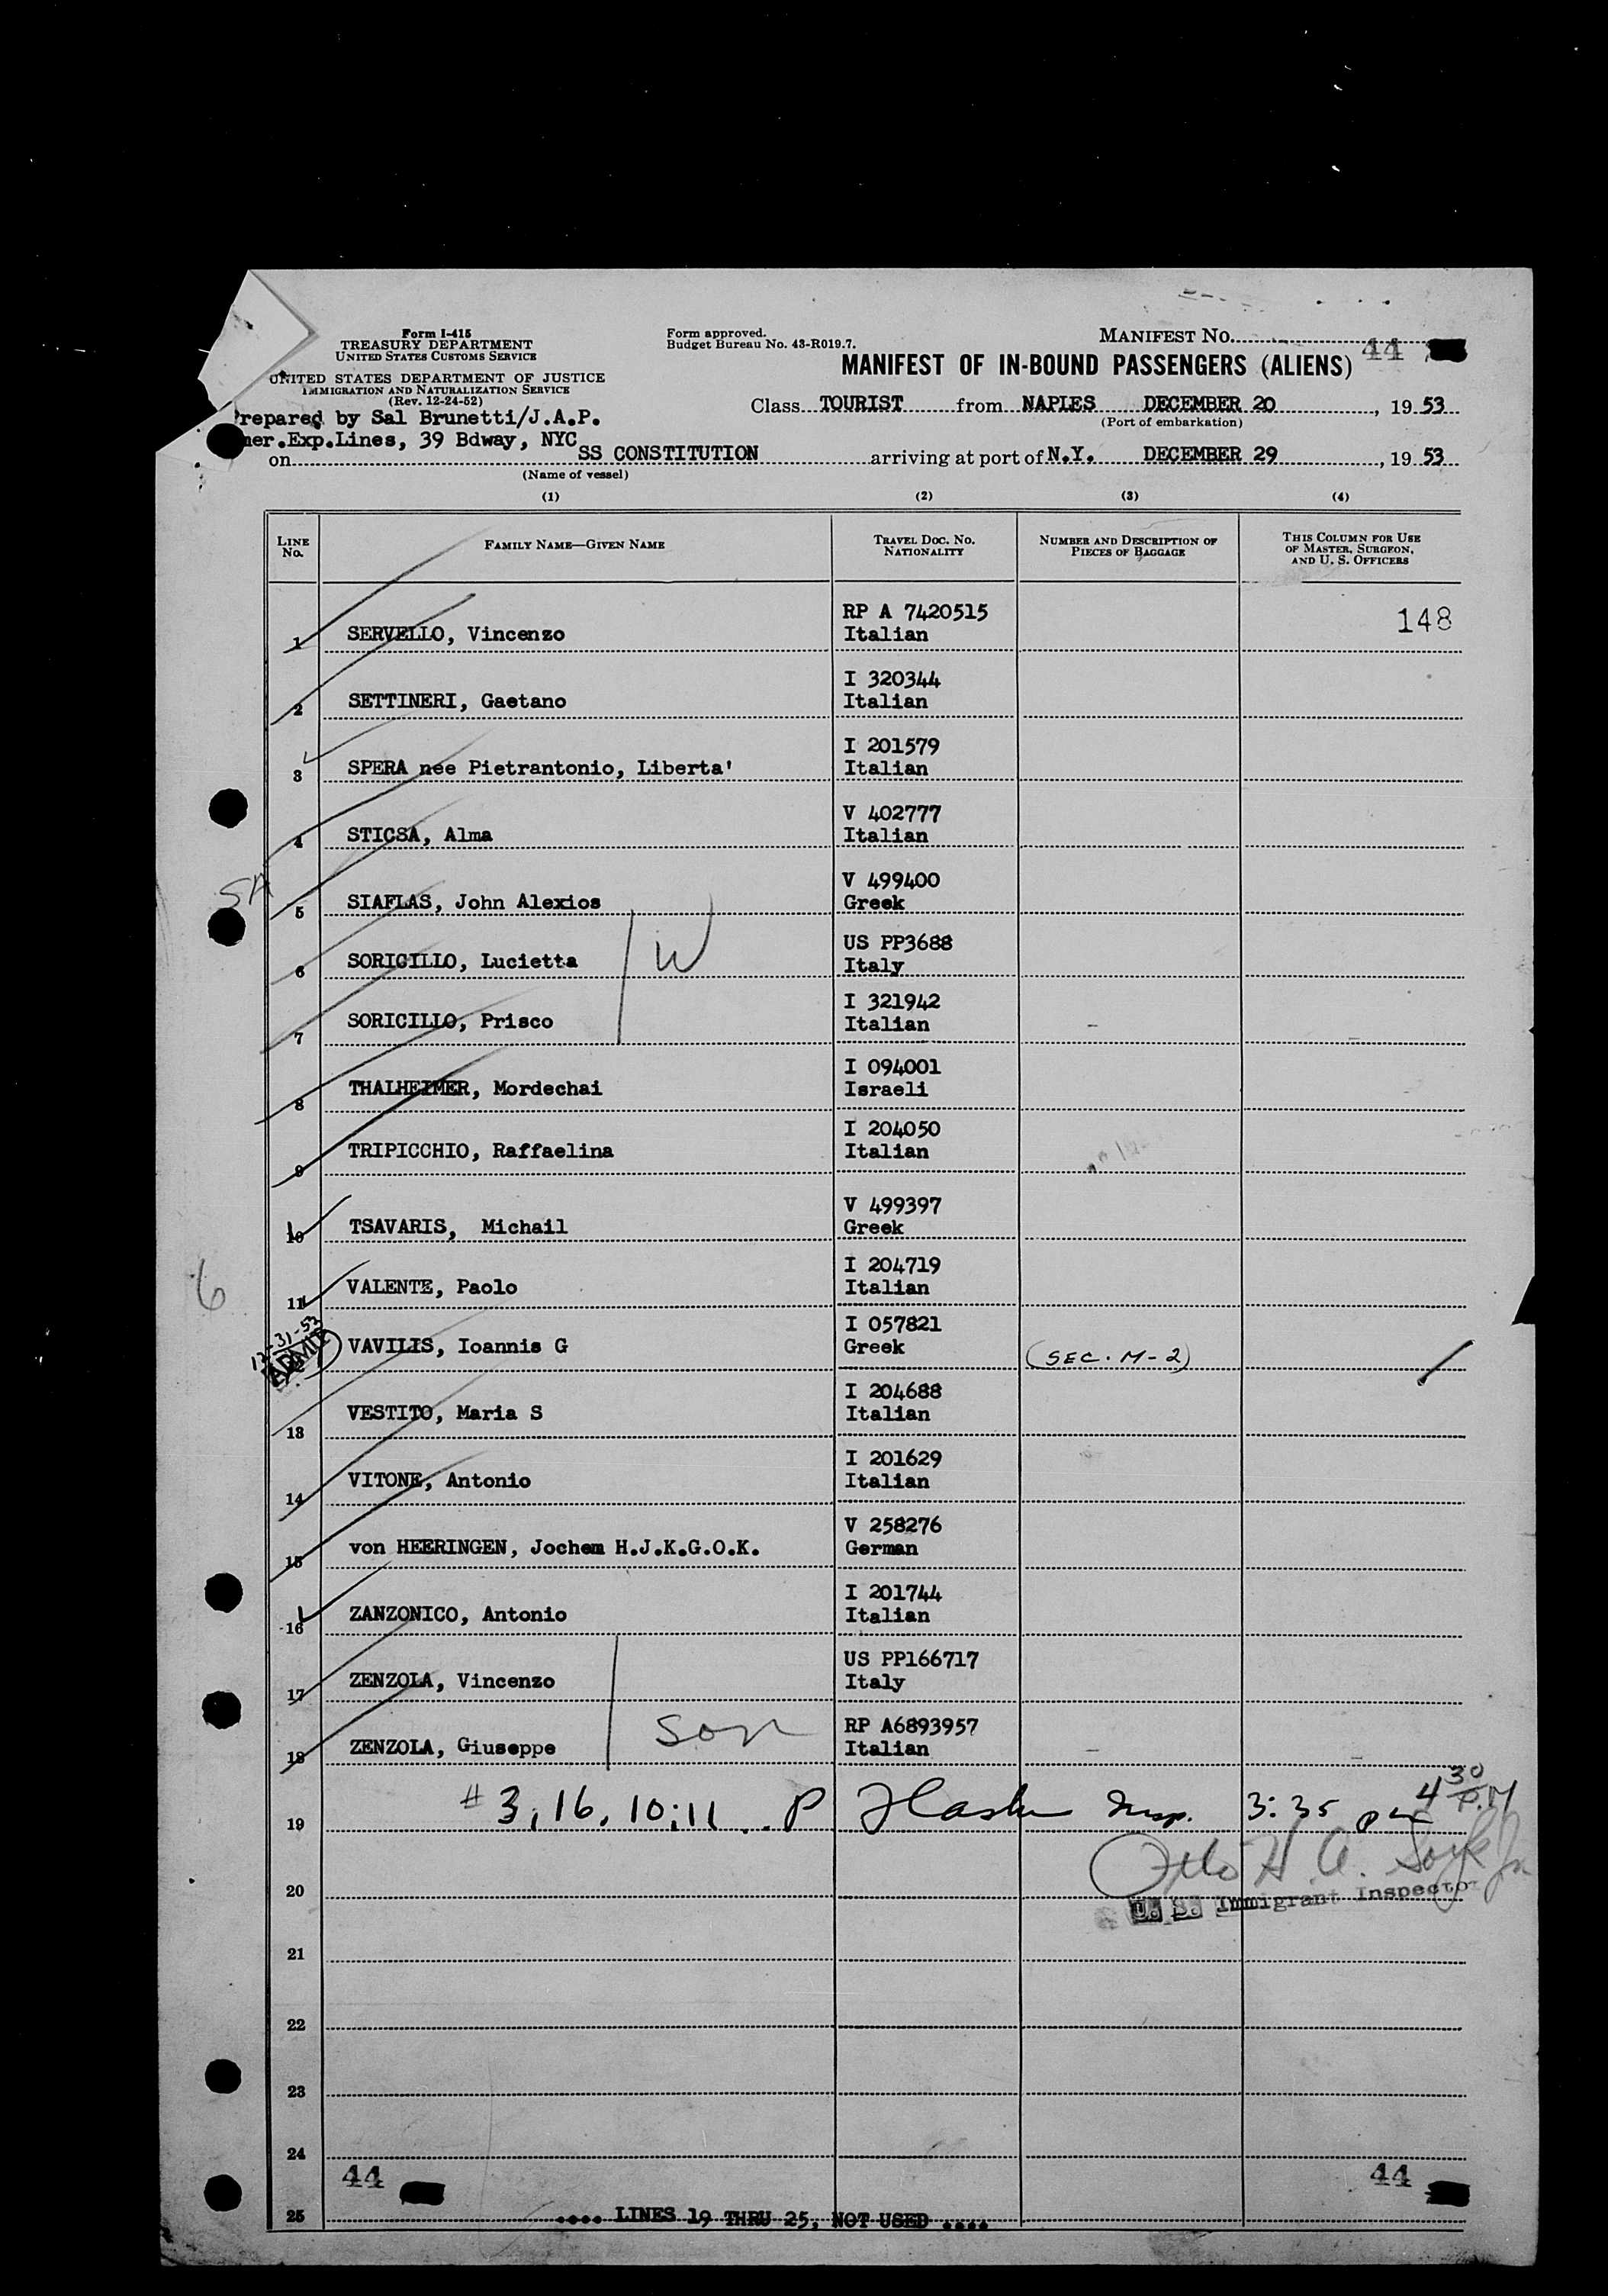 Form I-415
TREASURY DEPARTMENT
UNITED STATES CUSTOMS SERVICE
UNITED STATES DEPARTMENT OF JUSTICE
IMMIGRATION AND NATURALIZATION SERVICE
(Rev. 12-24-52)
Form approved.
Budget Bureau No. 43-R019.7.
MANIFEST NO. 44
MANIFEST OF IN-BOUND PASSENGERS (ALIENS)
Prepared by Sal Brunetti/J.A.P.
mer.Exp.Lines, 39 Bdway, NYC
Class TOURIST from NAPLES DECEMBER 20, 1953
(Port of embarkation)
on SS CONSTITUTION arriving at port of N.Y. DECEMBER 29, 1953
(Name of vessel)
(1) (2) (3) (4)
LINE NO. FAMILY NAME—GIVEN NAME TRAVEL DOC. NO. NATIONALITY NUMBER AND DESCRIPTION OF PIECES OF BAGGAGE THIS COLUMN FOR USE OF MASTER, SURGEON, AND U. S. OFFICERS
RP A 7420515 148
1 SERVELLO, Vincenzo Italian
I 320344
2 SETTINERI, Gaetano Italian
I 201579
3 SPERA nee Pietrantonio, Liberta' Italian
V 402777
4 STICSA, Alma Italian
SA
V 499400
5 SIAFLAS, John Alexios Greek
US PP3688
6 SORICILLO, Lucietta W Italy
I 321942
7 SORICILLO, Prisco Italian
I 094001
8 THALHEIMER, Mordechai Israeli
I 204050
9 TRIPICCHIO, Raffaelina Italian
V 499397
10 TSAVARIS, Michail Greek
6
I 204719
11 VALENTE, Paolo Italian
12-31-53
ADMIT
I 057821
VAVILIS, Ioannis G Greek (SEC. M-2)
I 204688
13 VESTITO, Maria S Italian
I 201629
14 VITONE, Antonio Italian
V 258276
15 von HEERINGEN, Jochem H.J.K.G.O.K. German
I 201744
16 ZANZONICO, Antonio Italian
US PP166717
17 ZENZOLA, Vincenzo Italy
RP A6893957
18 ZENZOLA, Giuseppe son Italian
19 # 3, 16, 10, 11 P Insp. 3:35 pm 4 30 P.M
Otto H. A.
U. S. Immigrant Inspector
20
21
22
23
24
44 44
25 .... LINES 19 THRU 25, NOT USED ....